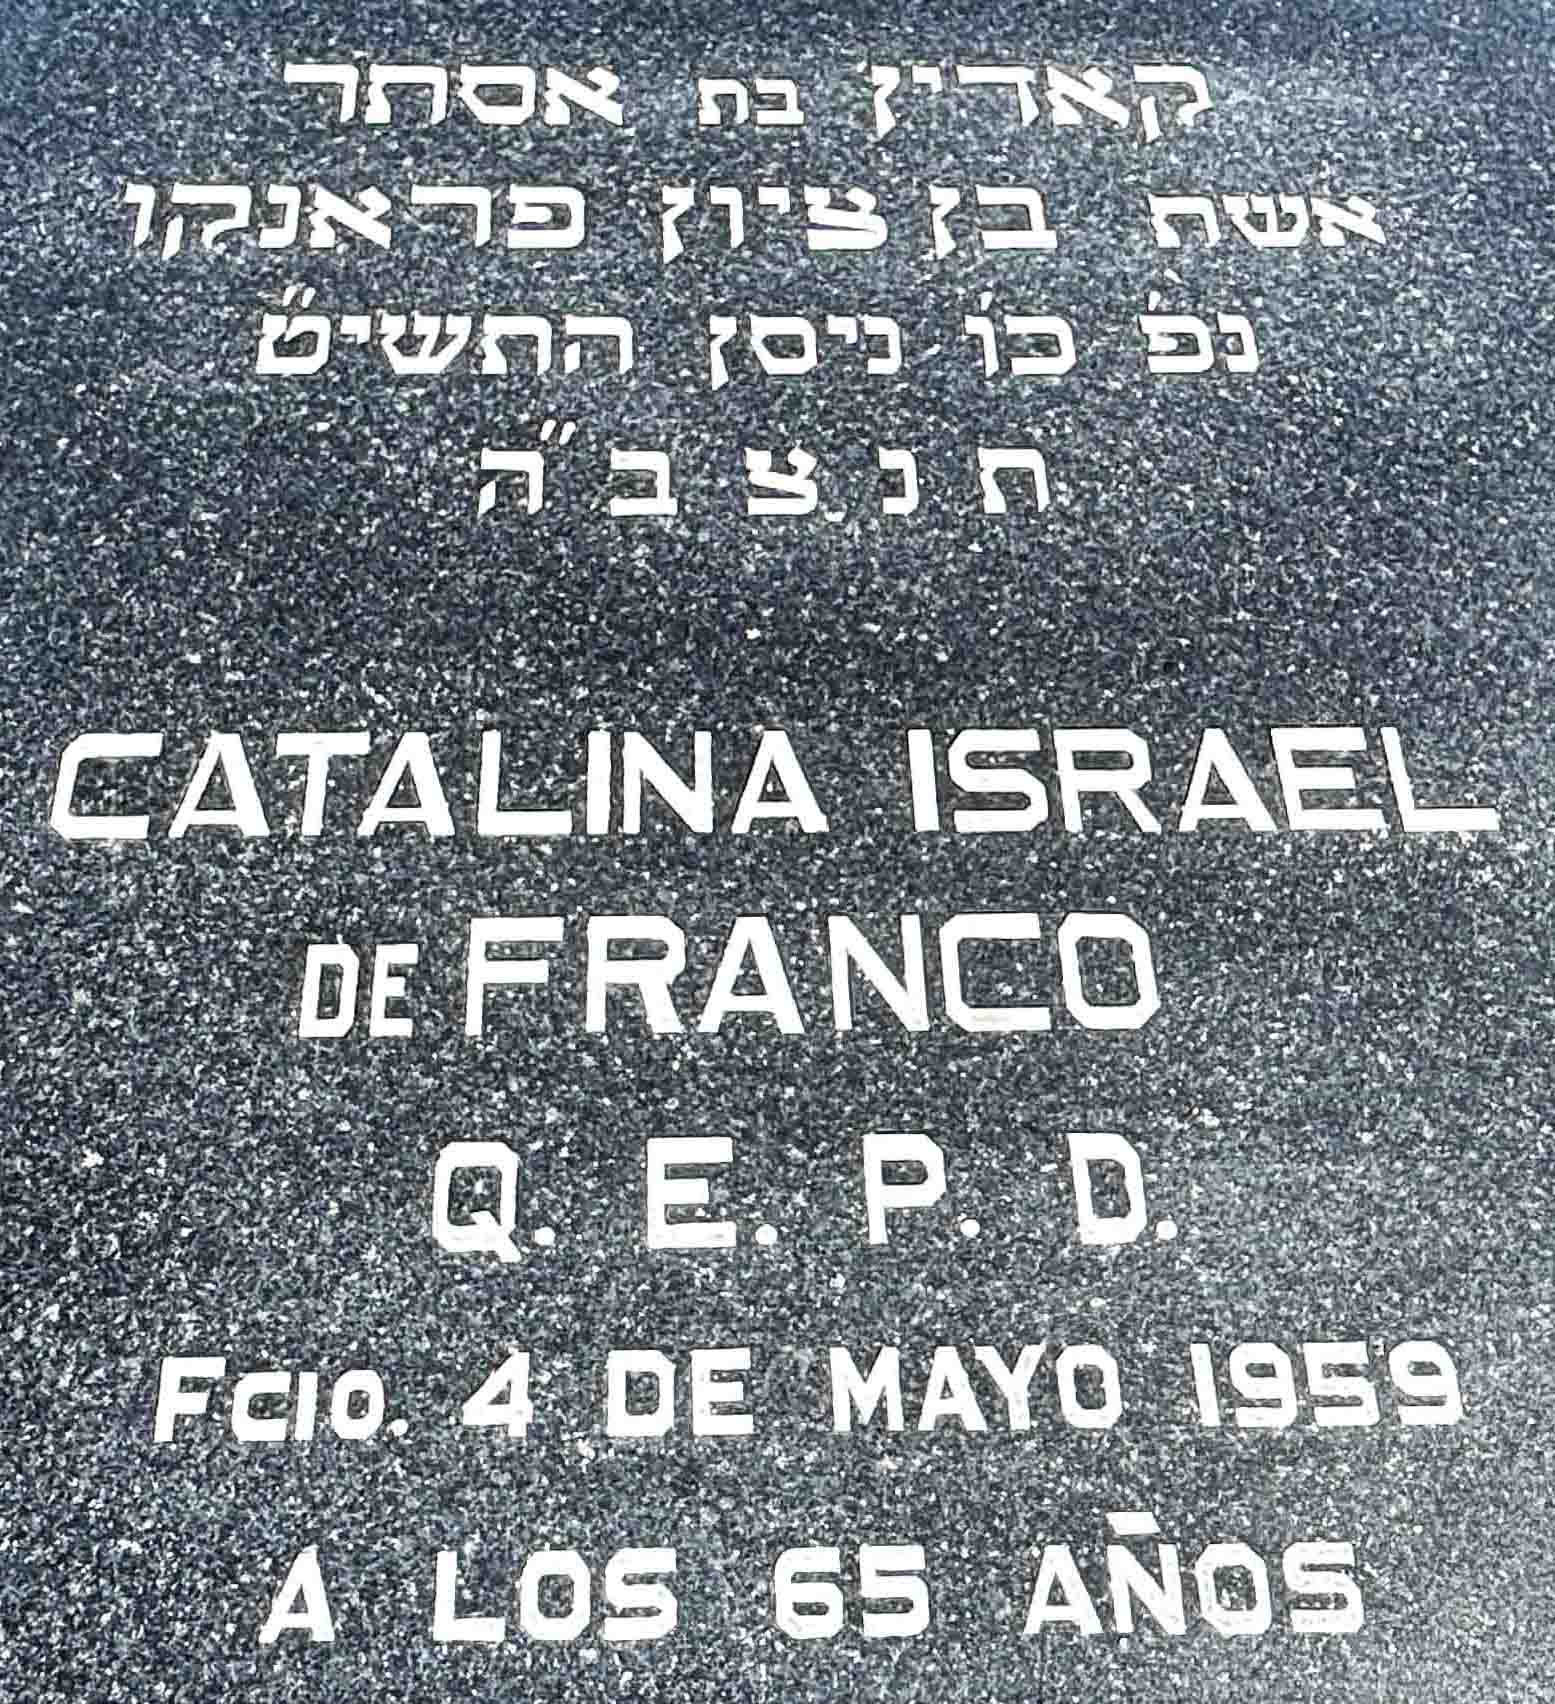 קאדין בת אסתר
אשת בן ציון פראנקו
נפ' כו' ניסן התשי"ט
ת נ צ ב"ה
CATALINA ISRAEL
DE FRANCO
Q. E. P. D.
FCIO. 4 DE MAYO 1959
A LOS 65 AÑOS